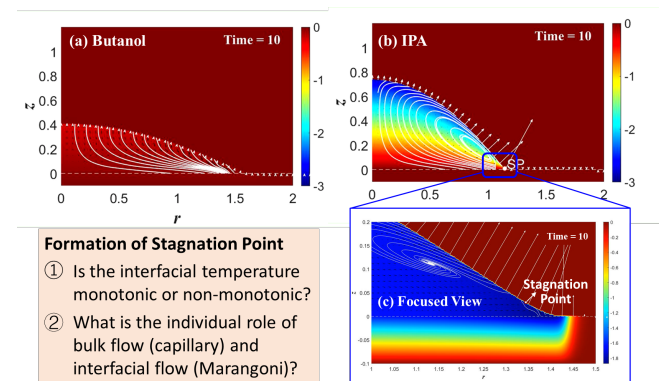 (a) Butanol
Time = 10
1
0.8
0.6
0.4
0.2
0
z
0
0.5
1
1.5
2
r
0
-1
-2
-3
(b) IPA
Time = 10
1
0.8
0.6
0.4
0.2
0
z
SP
0
0.5
1
1.5
2
0
-1
-2
-3
Formation of Stagnation Point
① Is the interfacial temperature
monotonic or non-monotonic?
② What is the individual role of
bulk flow (capillary) and
interfacial flow (Marangoni)?
Time = 10
Stagnation
Point
(c) Focused View
0.2
0.15
0.1
0.05
0
-0.05
-0.1
z
1
1.05
1.1
1.15
1.2
1.25
1.3
1.35
1.4
1.45
1.5
r
0
-0.2
-0.4
-0.6
-0.8
-1
-1.2
-1.4
-1.6
-1.8